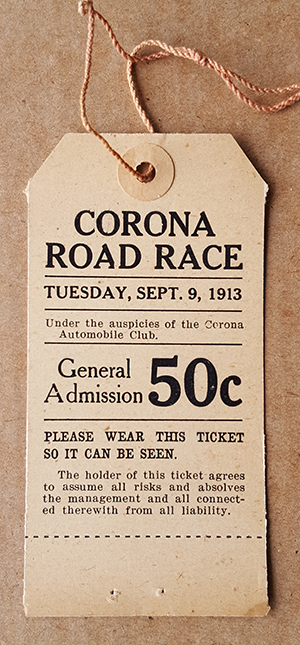 CORONA
ROAD RACE
TUESDAY, SEPT. 9, 1913
Under the auspicies of the Corona
Automobile Club.
General
Admission 50c
PLEASE WEAR THIS TICKET
SO IT CAN BE SEEN.
The holder of this ticket agrees
to assume all risks and absolves
the management and all connect-
ed therewith from all liability.